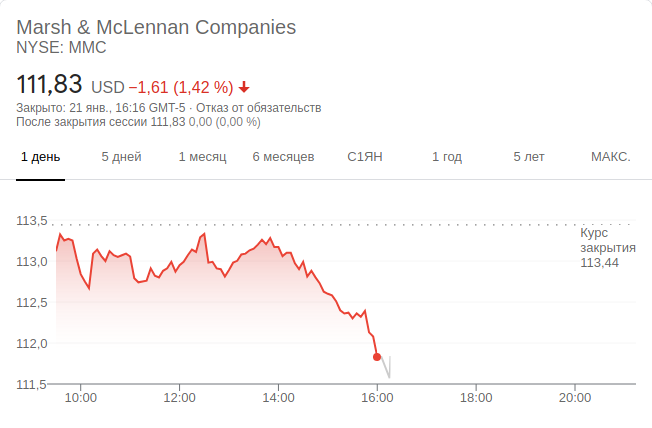 Marsh & McLennan Companies
NYSE: MMC
111,83 USD −1,61 (1,42 %)
Закрыто: 21 янв., 16:16 GMT-5 · Отказ от обязательств
После закрытия сессии 111,83 0,00 (0,00 %)
1 день 5 дней 1 месяц 6 месяцев С1ЯН 1 год 5 лет МАКС.
113,5
Курс
закрытия
113,44
113,0
112,5
112,0
111,5
10:00 12:00 14:00 16:00 18:00 20:00